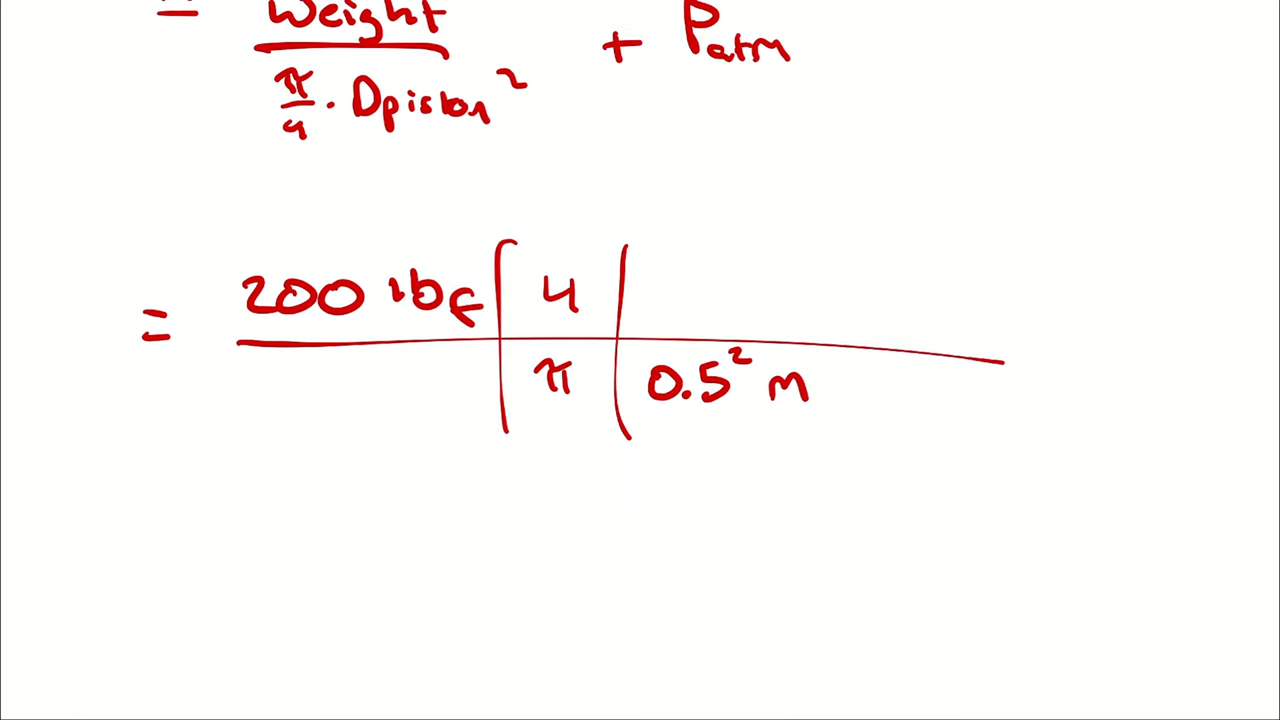 = Weight + Patm
π/4 · Dpiston²
= 200 lbf | 4 |
π | 0.5² m